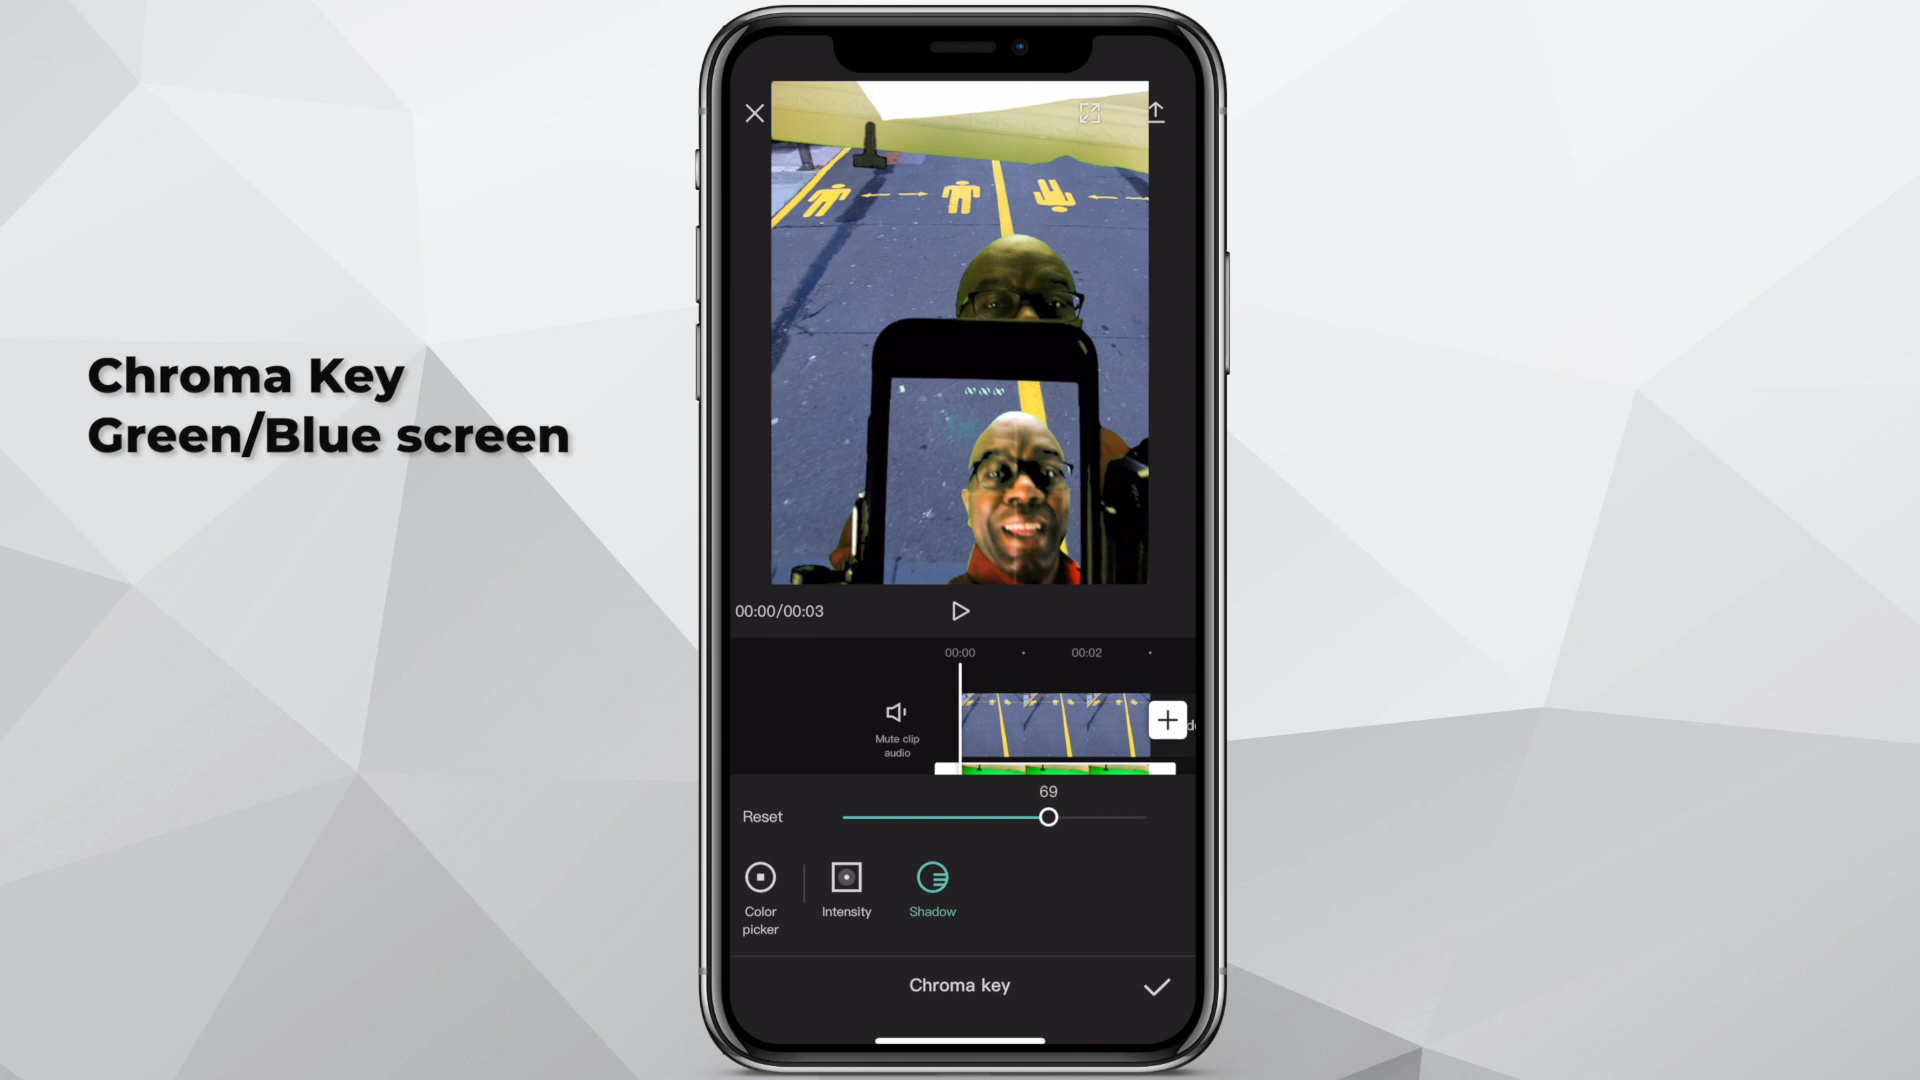 Chroma Key
Green/Blue screen
00:00/00:03
00:00
00:02
Mute clip
audio
69
Reset
Color
picker
Intensity
Shadow
Chroma key